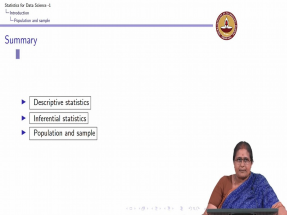 Statistics for Data Science -1
Introduction
Population and sample
Summary
Descriptive statistics
Inferential statistics
Population and sample